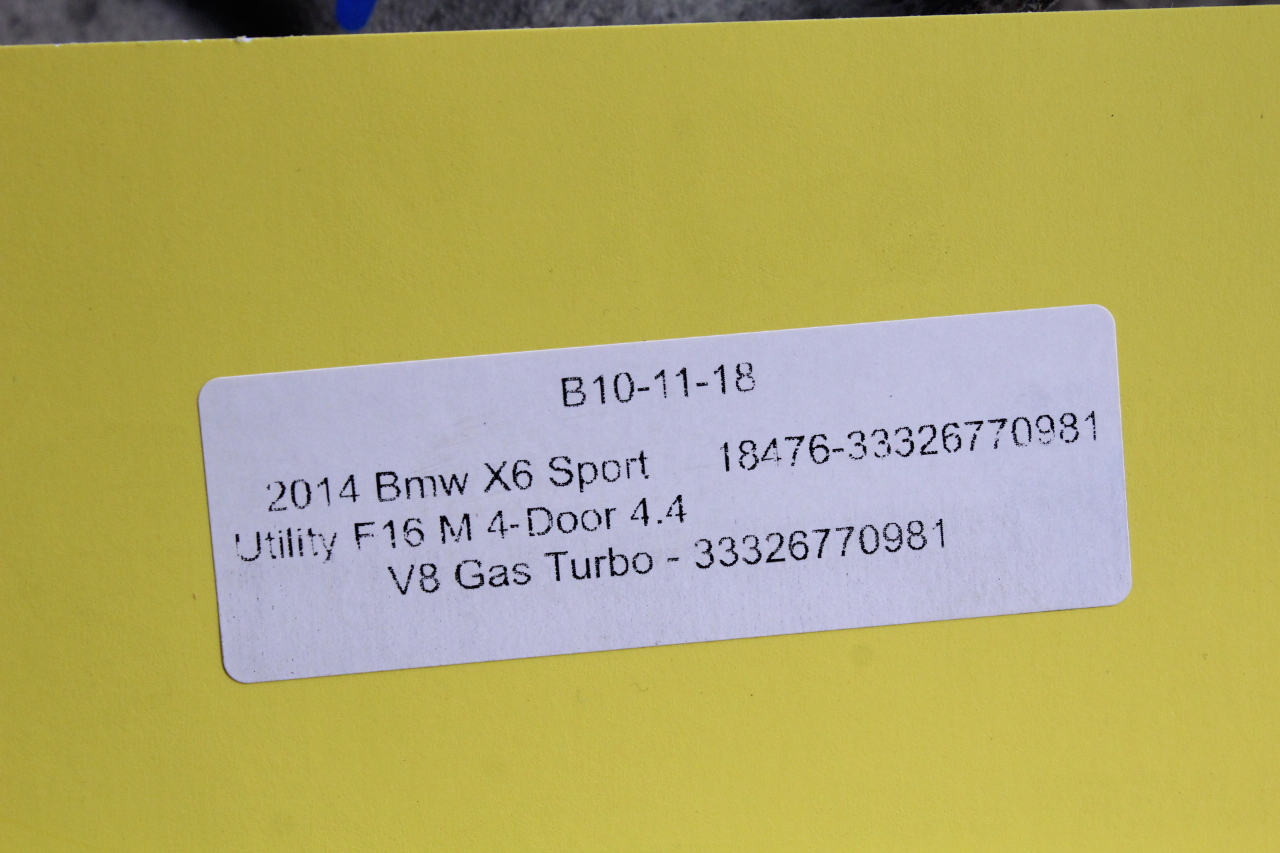 B10-11-18
2014 Bmw X6 Sport 18476-33326770981
Utility F16 M 4-Door 4.4
V8 Gas Turbo - 33326770981